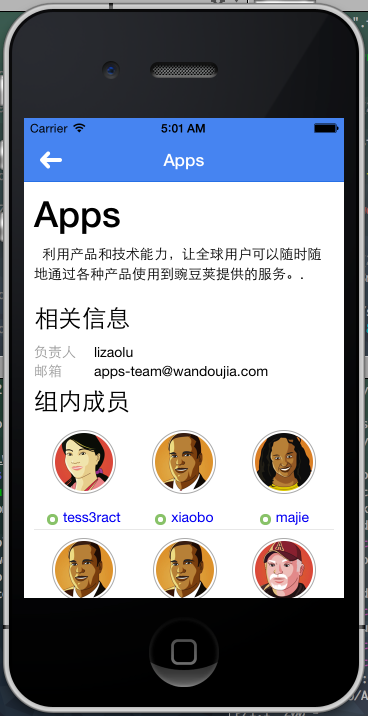 Carrier 5:01 AM
Apps
Apps
利用产品和技术能力，让全球用户可以随时随
地通过各种产品使用到豌豆荚提供的服务。.
相关信息
负责人 lizaolu
邮箱 apps-team@wandoujia.com
组内成员
tess3ract xiaobo majie